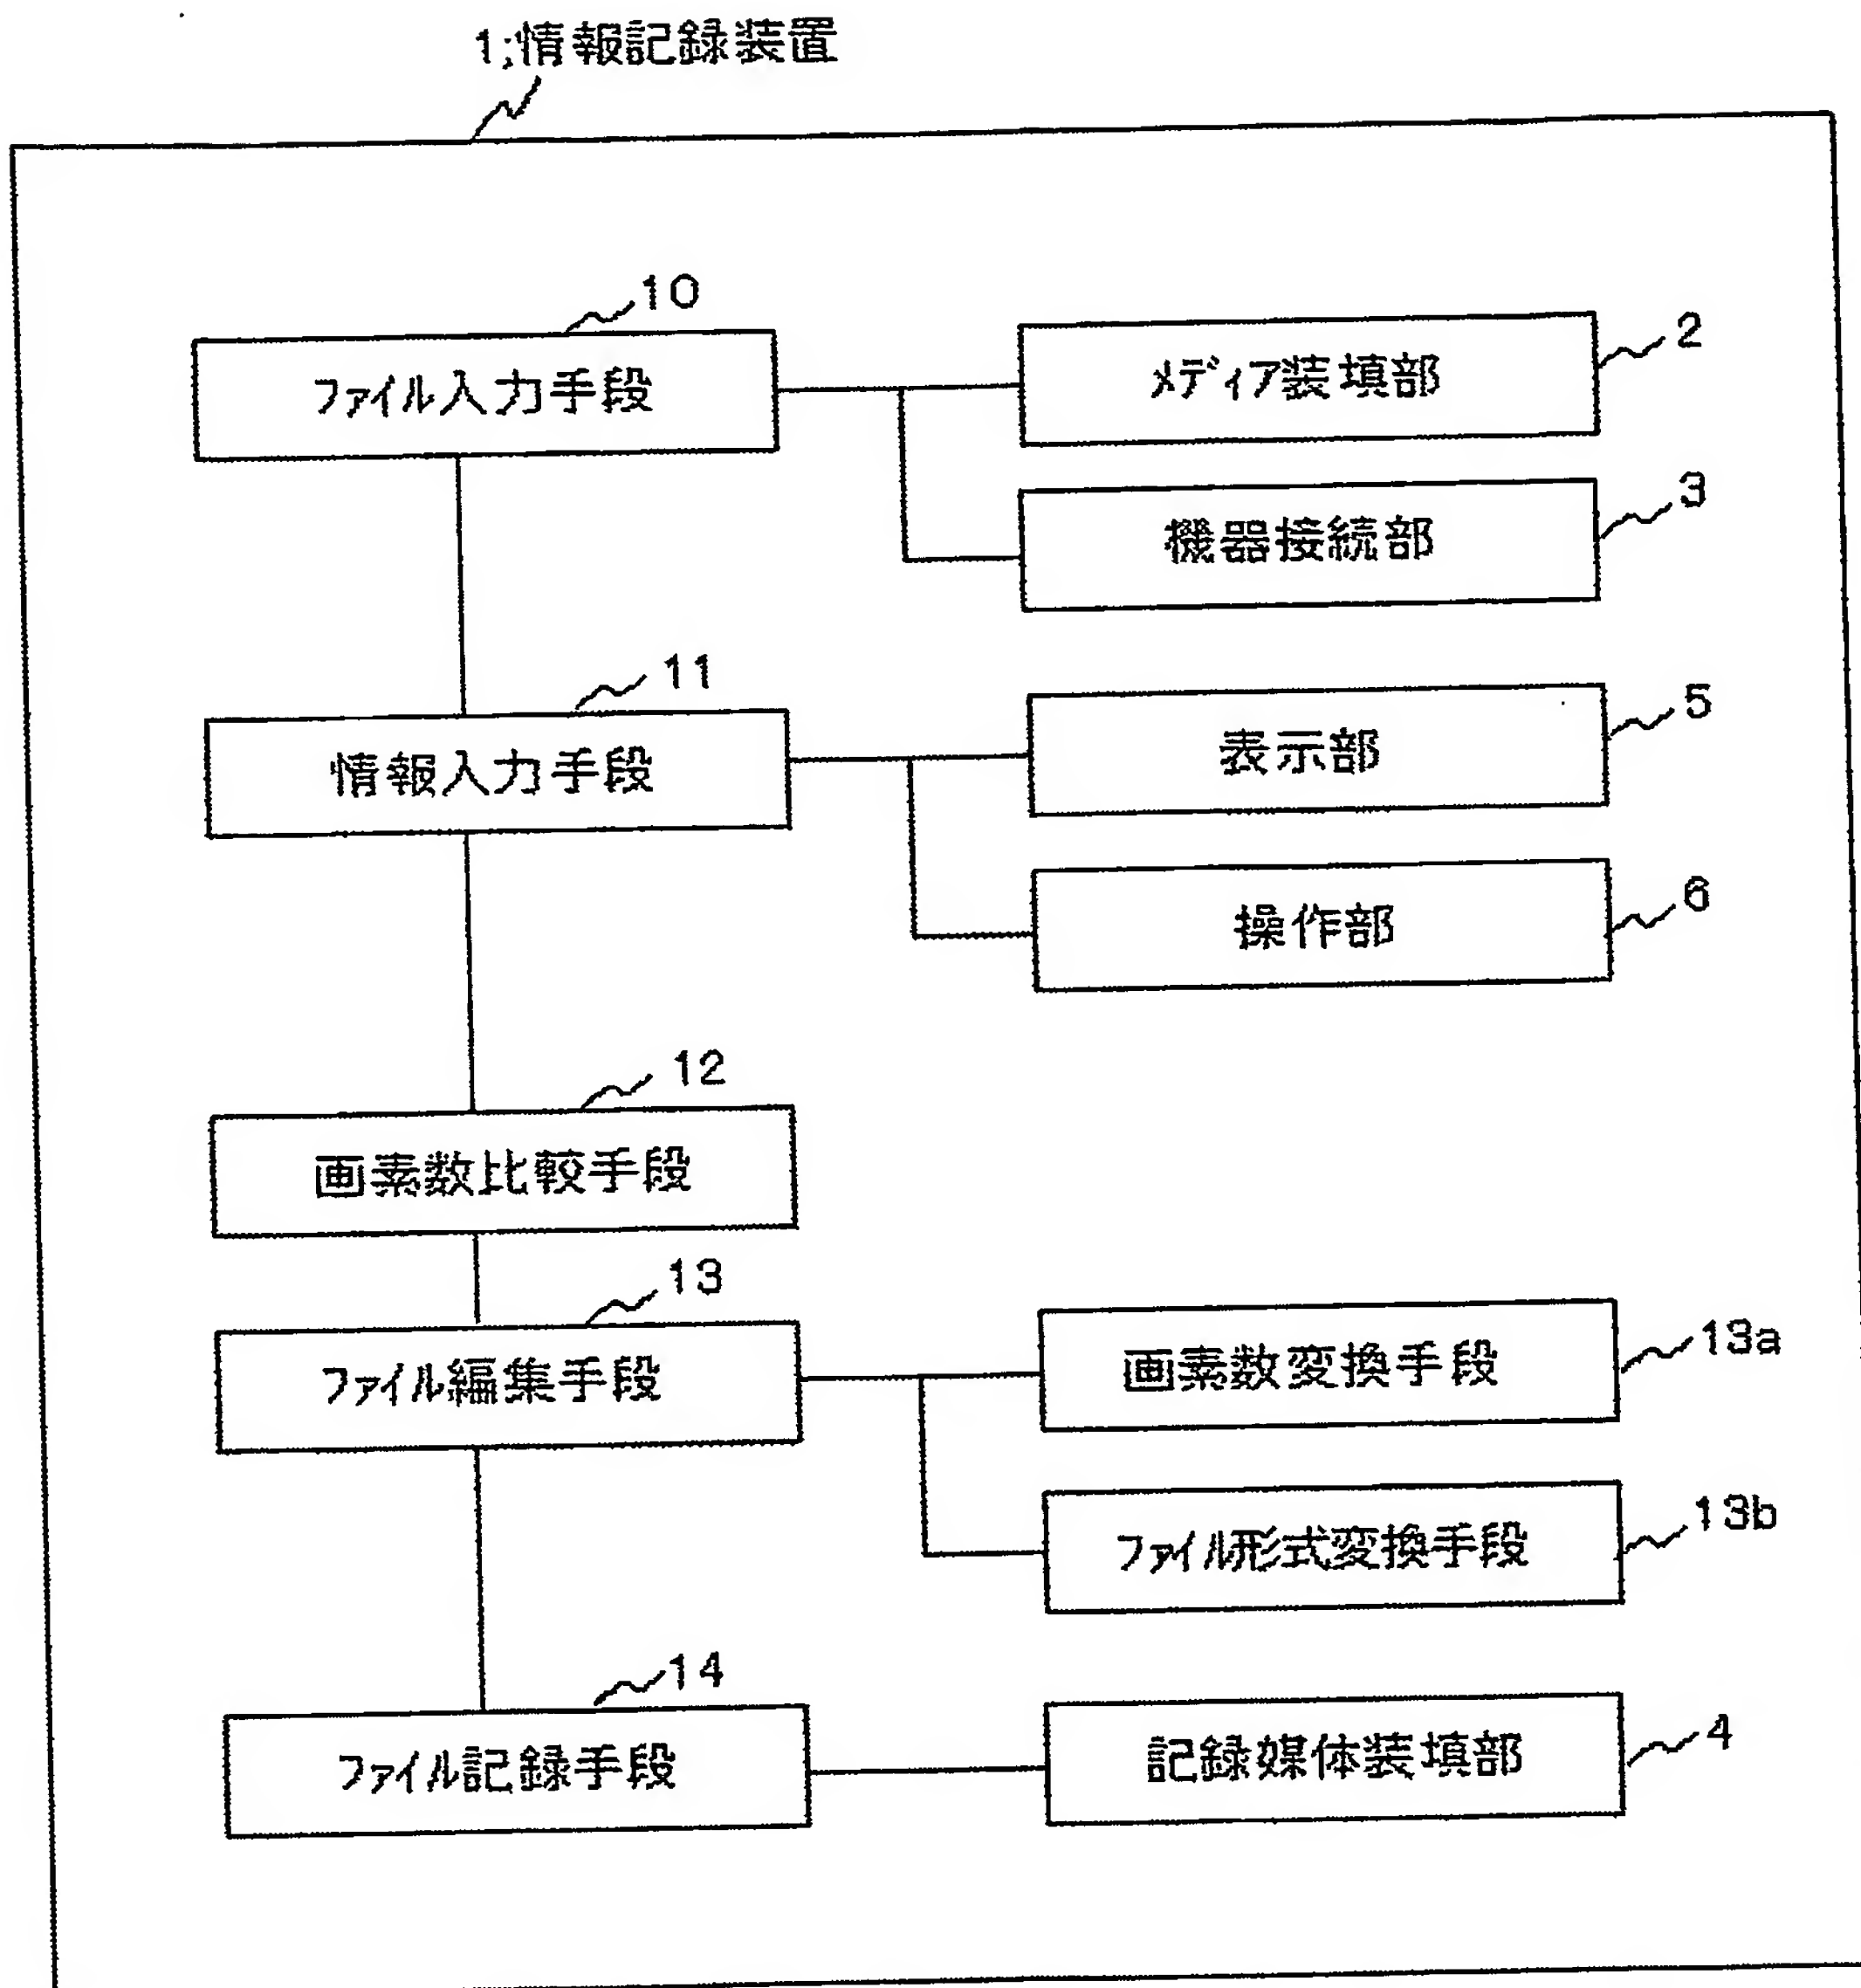 1;情報記録装置
10
ファイル入力手段
2
メディア装填部
3
機器接続部
11
情報入力手段
5
表示部
6
操作部
12
画素数比較手段
13
ファイル編集手段
13a
画素数変換手段
13b
ファイル形式変換手段
14
ファイル記録手段
4
記録媒体装填部